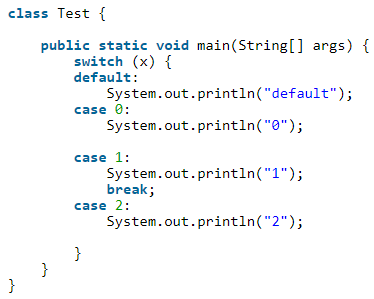 class Test {
public static void main(String[] args) {
switch (x) {
default:
System.out.println("default");
case 0:
System.out.println("0");
case 1:
System.out.println("1");
break;
case 2:
System.out.println("2");
}
}
}